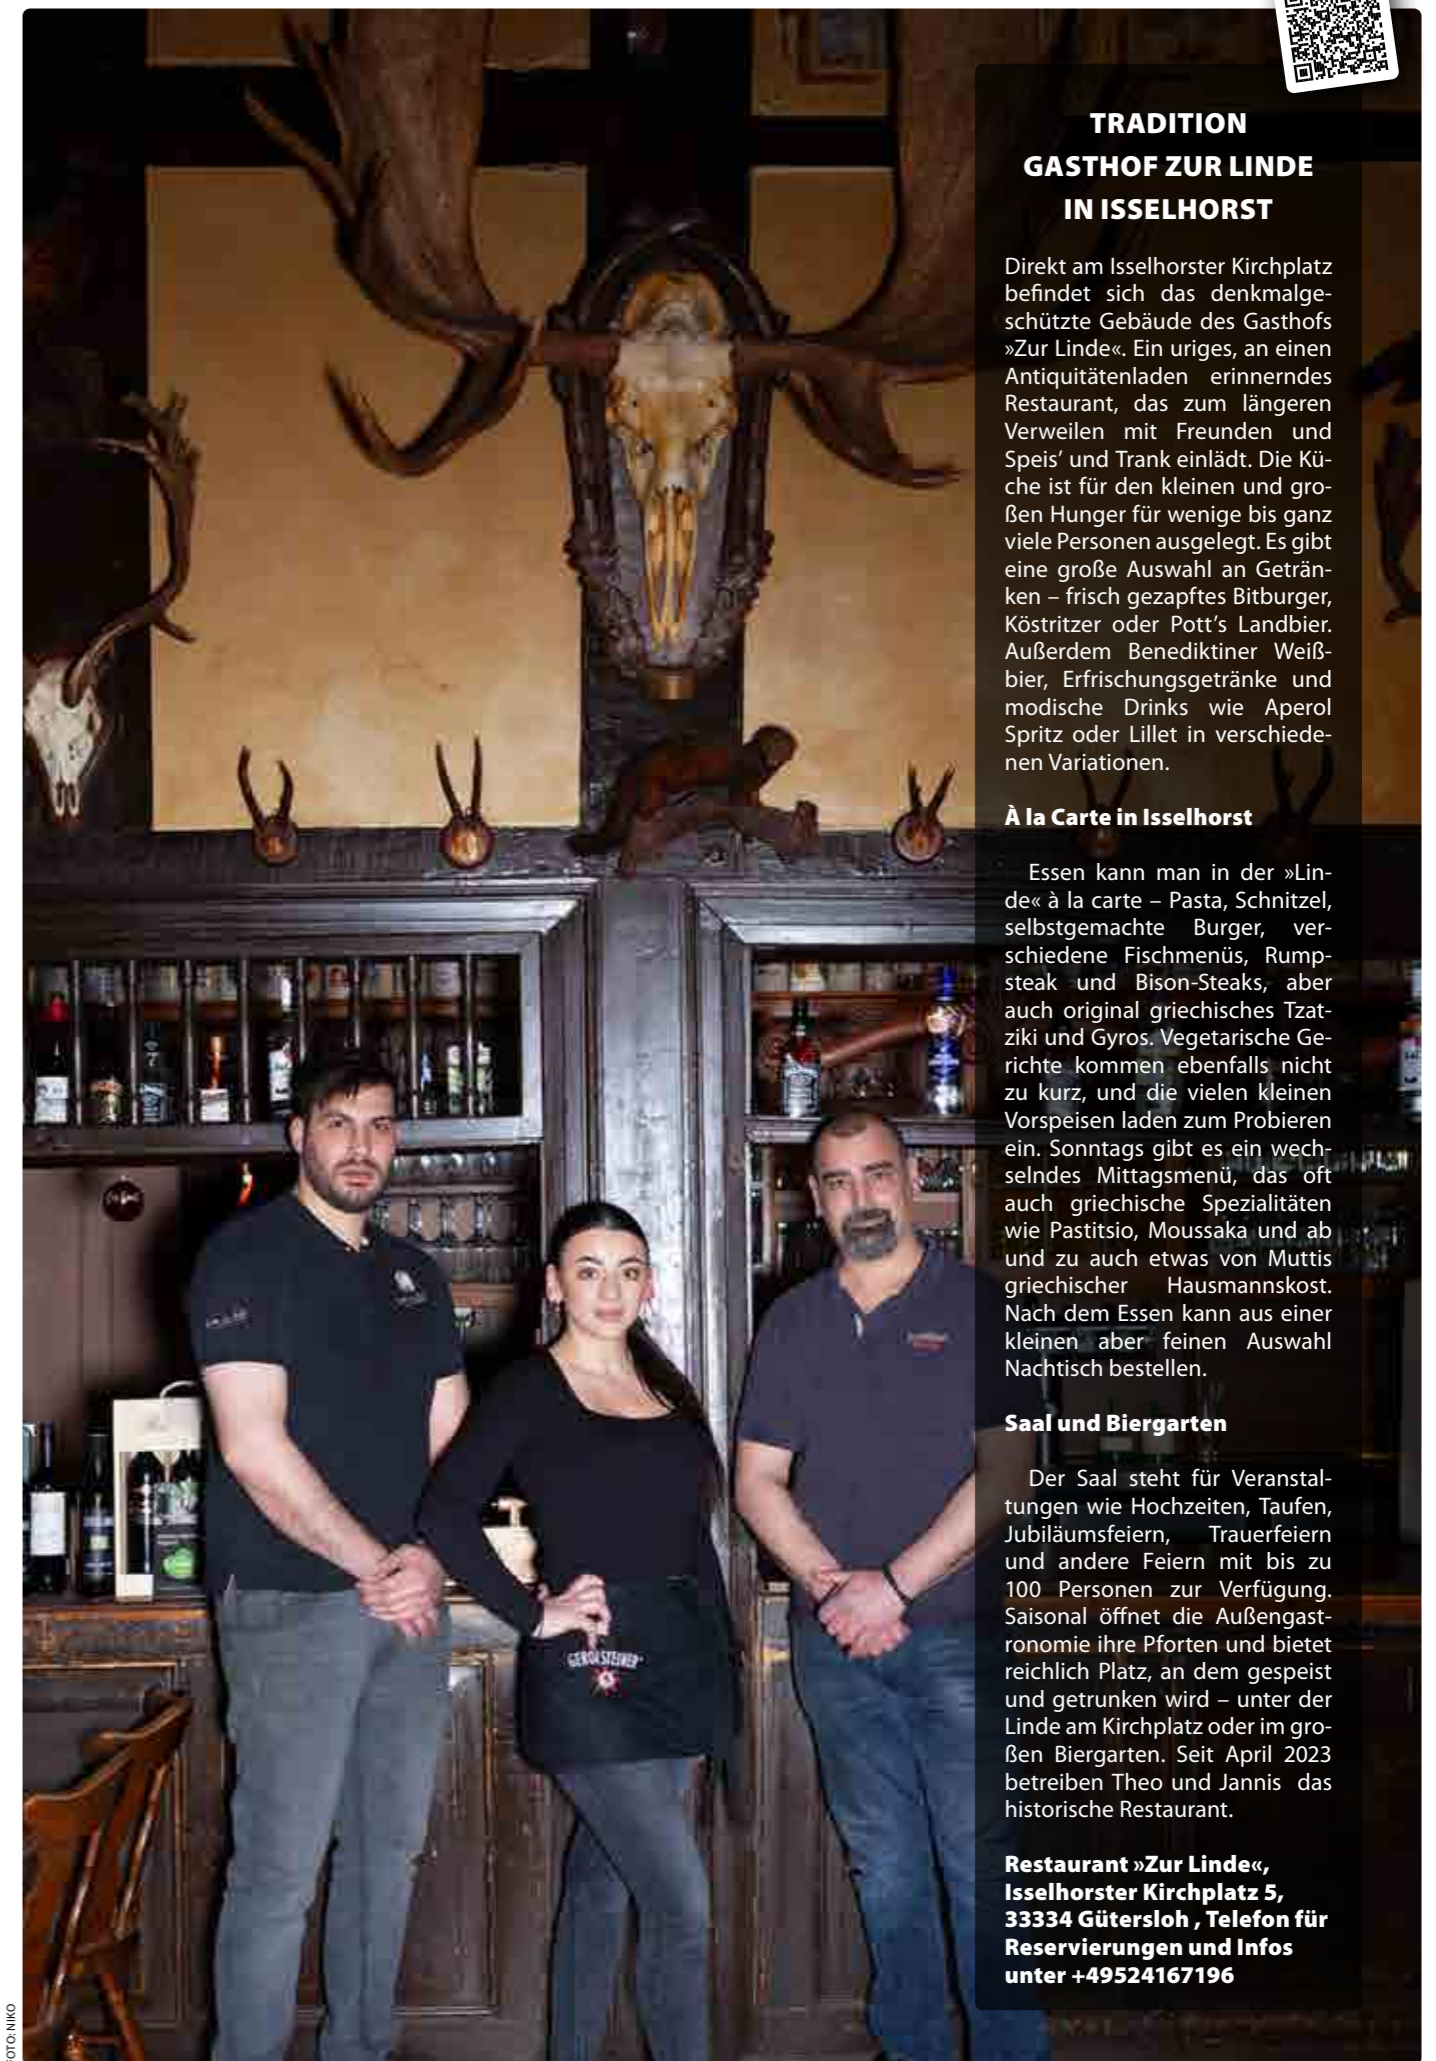 TRADITION
GASTHOF ZUR LINDE
IN ISSELHORST
Direkt am Isselhorster Kirchplatz
befindet sich das denkmalge-
schützte Gebäude des Gasthofs
»Zur Linde«. Ein uriges, an einen
Antiquitätenladen erinnerndes
Restaurant, das zum längeren
Verweilen mit Freunden und
Speis’ und Trank einlädt. Die Kü-
che ist für den kleinen und gro-
ßen Hunger für wenige bis ganz
viele Personen ausgelegt. Es gibt
eine große Auswahl an Geträn-
ken – frisch gezapftes Bitburger,
Köstritzer oder Pott’s Landbier.
Außerdem Benediktiner Weiß-
bier, Erfrischungsgetränke und
modische Drinks wie Aperol
Spritz oder Lillet in verschiede-
nen Variationen.
À la Carte in Isselhorst
Essen kann man in der »Lin-
de« à la carte – Pasta, Schnitzel,
selbstgemachte Burger, ver-
schiedene Fischmenüs, Rump-
steak und Bison-Steaks, aber
auch original griechisches Tzat-
ziki und Gyros. Vegetarische Ge-
richte kommen ebenfalls nicht
zu kurz, und die vielen kleinen
Vorspeisen laden zum Probieren
ein. Sonntags gibt es ein wech-
selndes Mittagsmenü, das oft
auch griechische Spezialitäten
wie Pastitsio, Moussaka und ab
und zu auch etwas von Muttis
griechischer Hausmannskost.
Nach dem Essen kann aus einer
kleinen aber feinen Auswahl
Nachtisch bestellen.
Saal und Biergarten
Der Saal steht für Veranstal-
tungen wie Hochzeiten, Taufen,
Jubiläumsfeiern, Trauerfeiern
und andere Feiern mit bis zu
100 Personen zur Verfügung.
Saisonal öffnet die Außengast-
ronomie ihre Pforten und bietet
reichlich Platz, an dem gespeist
und getrunken wird – unter der
Linde am Kirchplatz oder im gro-
ßen Biergarten. Seit April 2023
betreiben Theo und Jannis das
historische Restaurant.
Restaurant »Zur Linde«,
Isselhorster Kirchplatz 5,
33334 Gütersloh , Telefon für
Reservierungen und Infos
unter +49524167196
GEROLSTEINER
FOTO: NIKO